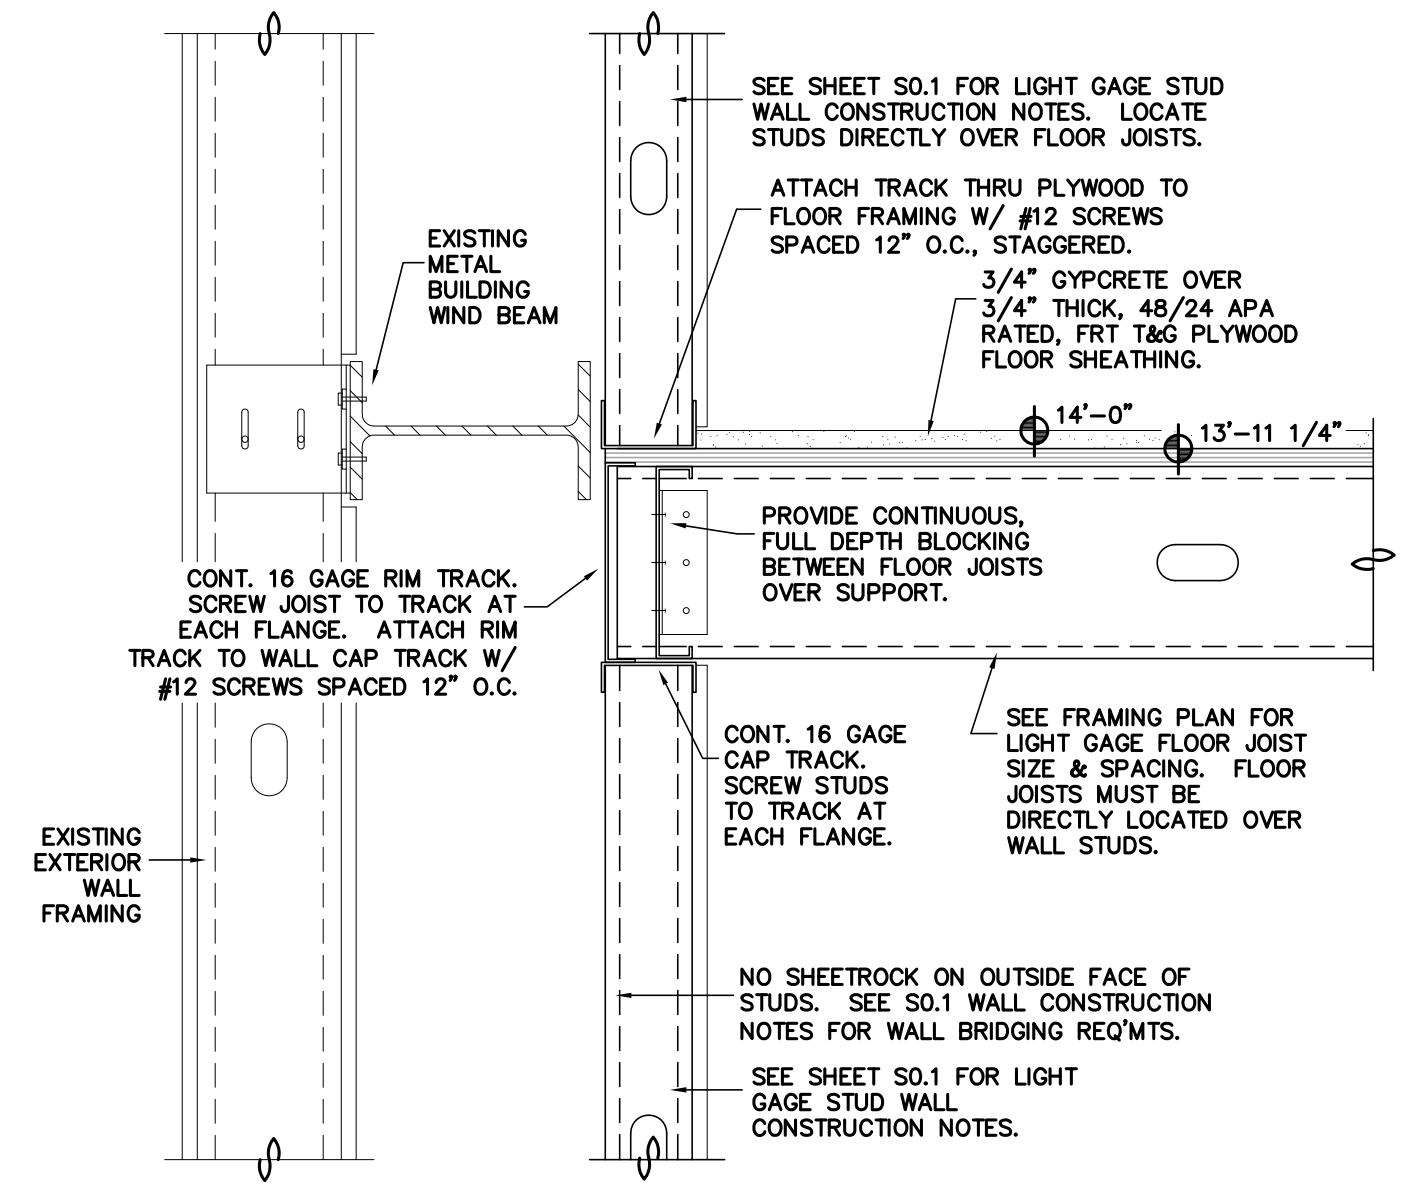 SEE SHEET S0.1 FOR LIGHT GAGE STUD
WALL CONSTRUCTION NOTES.  LOCATE
STUDS DIRECTLY OVER FLOOR JOISTS.
ATTACH TRACK THRU PLYWOOD TO
FLOOR FRAMING W/ #12 SCREWS
SPACED 12" O.C., STAGGERED.
EXISTING
METAL
BUILDING
WIND BEAM
3/4" GYPCRETE OVER
3/4" THICK, 48/24 APA
RATED, FRT T&G PLYWOOD
FLOOR SHEATHING.
14'-0"
13'-11 1/4"
PROVIDE CONTINUOUS,
FULL DEPTH BLOCKING
BETWEEN FLOOR JOISTS
OVER SUPPORT.
CONT. 16 GAGE RIM TRACK.
SCREW JOIST TO TRACK AT
EACH FLANGE.  ATTACH RIM
TRACK TO WALL CAP TRACK W/
#12 SCREWS SPACED 12" O.C.
SEE FRAMING PLAN FOR
LIGHT GAGE FLOOR JOIST
SIZE & SPACING.  FLOOR
JOISTS MUST BE
DIRECTLY LOCATED OVER
WALL STUDS.
CONT. 16 GAGE
CAP TRACK.
SCREW STUDS
TO TRACK AT
EACH FLANGE.
EXISTING
EXTERIOR
WALL
FRAMING
NO SHEETROCK ON OUTSIDE FACE OF
STUDS.  SEE S0.1 WALL CONSTRUCTION
NOTES FOR WALL BRIDGING REQ'MTS.
SEE SHEET S0.1 FOR LIGHT
GAGE STUD WALL
CONSTRUCTION NOTES.